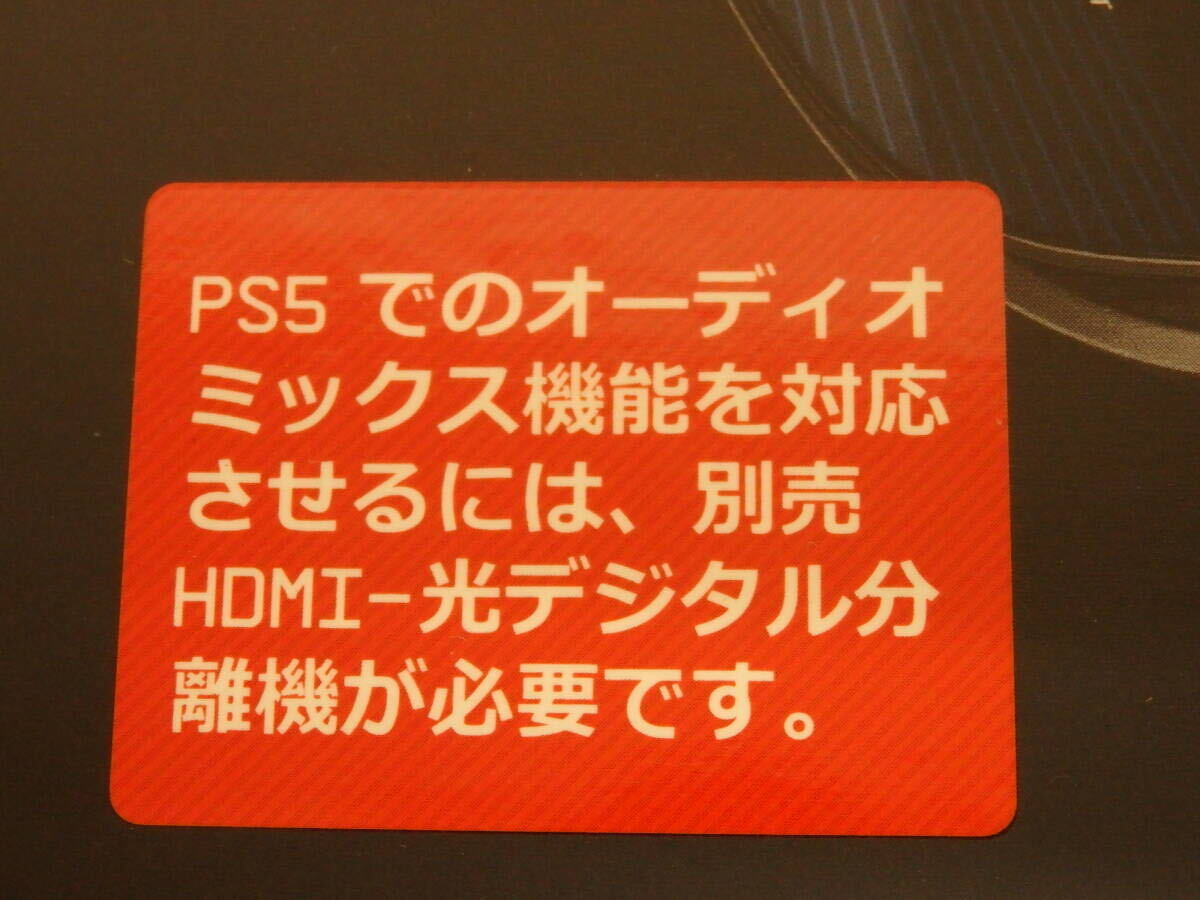 PS5 でのオーディオ
ミックス機能を対応
させるには、別売
HDMI-光デジタル分
離機が必要です。